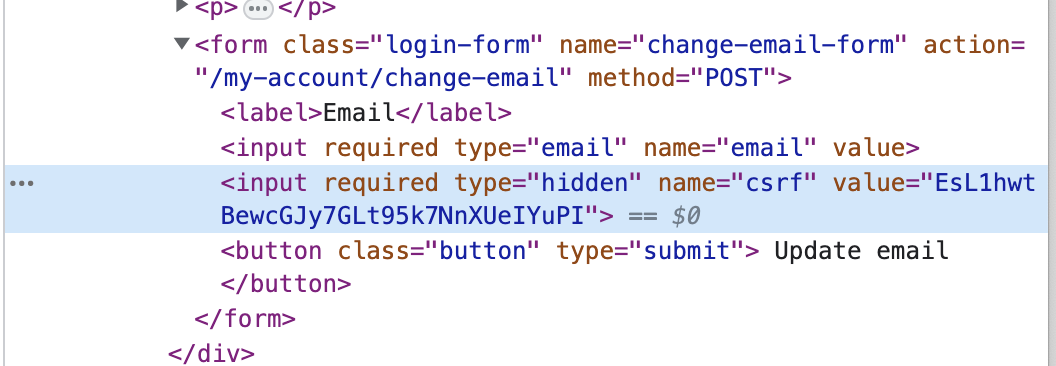 ▶<p>…</p>
▼<form class="login-form" name="change-email-form" action=
"/my-account/change-email" method="POST">
<label>Email</label>
<input required type="email" name="email" value>
<input required type="hidden" name="csrf" value="EsL1hwt
BewcGJy7GLt95k7NnXUeIYuPI"> == $0
<button class="button" type="submit"> Update email
</button>
</form>
</div>